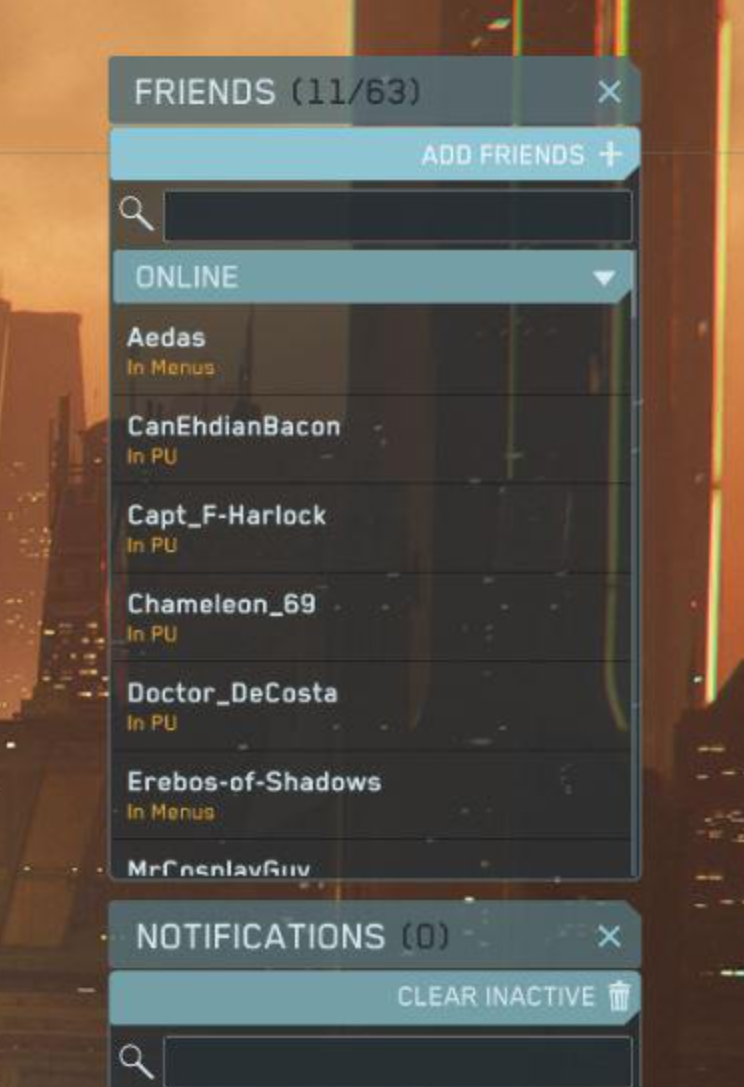 FRIENDS (11/63)
ADD FRIENDS
ONLINE
Aedas
In Menus
CanEhdianBacon
In PU
Capt_F-Harlock
In PU
Chameleon_69
In PU
Doctor_DeCosta
In PU
Erebos-of-Shadows
In Menus
MrCosplayGuy
NOTIFICATIONS (0)
CLEAR INACTIVE